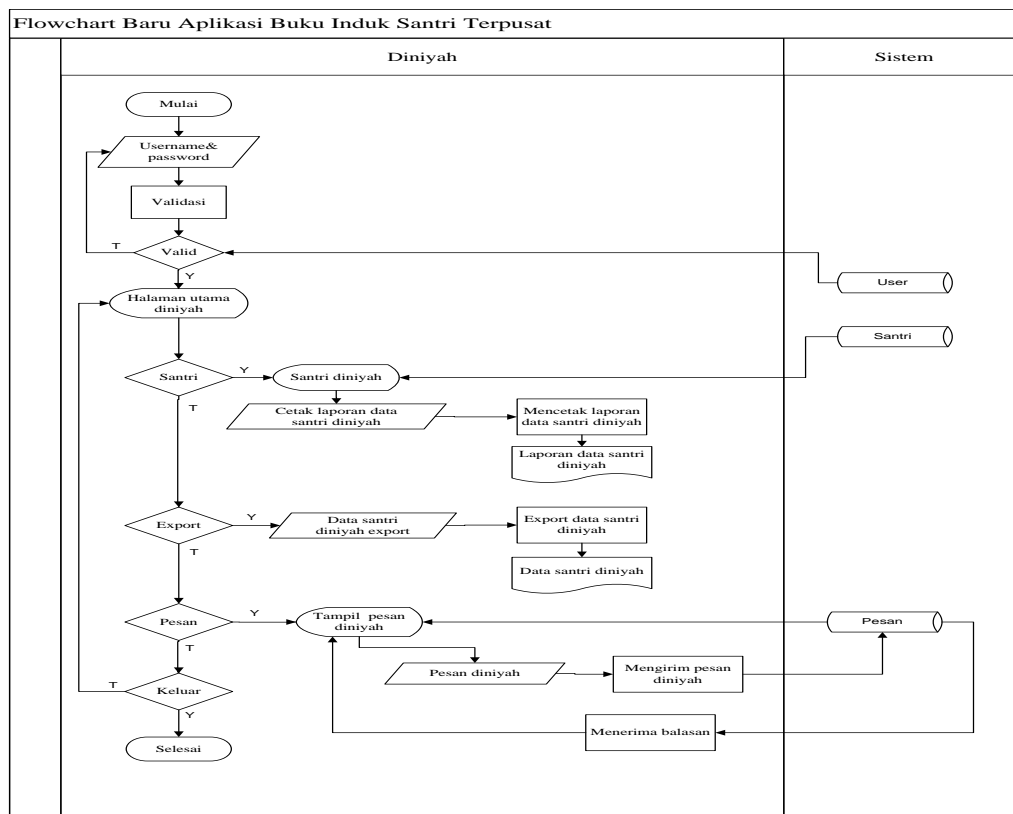 Flowchart Baru Aplikasi Buku Induk Santri Terpusat
Diniyah
Sistem
Mulai
Username&
password
Validasi
T
Valid
Y
User
Halaman utama
diniyah
Santri
Santri
Y
Santri diniyah
T
Cetak laporan data
santri diniyah
Mencetak laporan
data santri diniyah
Laporan data santri
diniyah
Export
Y
Data santri
diniyah export
Export data santri
diniyah
T
Data santri diniyah
Pesan
Y
Tampil pesan
diniyah
Pesan
T
Pesan diniyah
Mengirim pesan
diniyah
T
Keluar
Y
Menerima balasan
Selesai